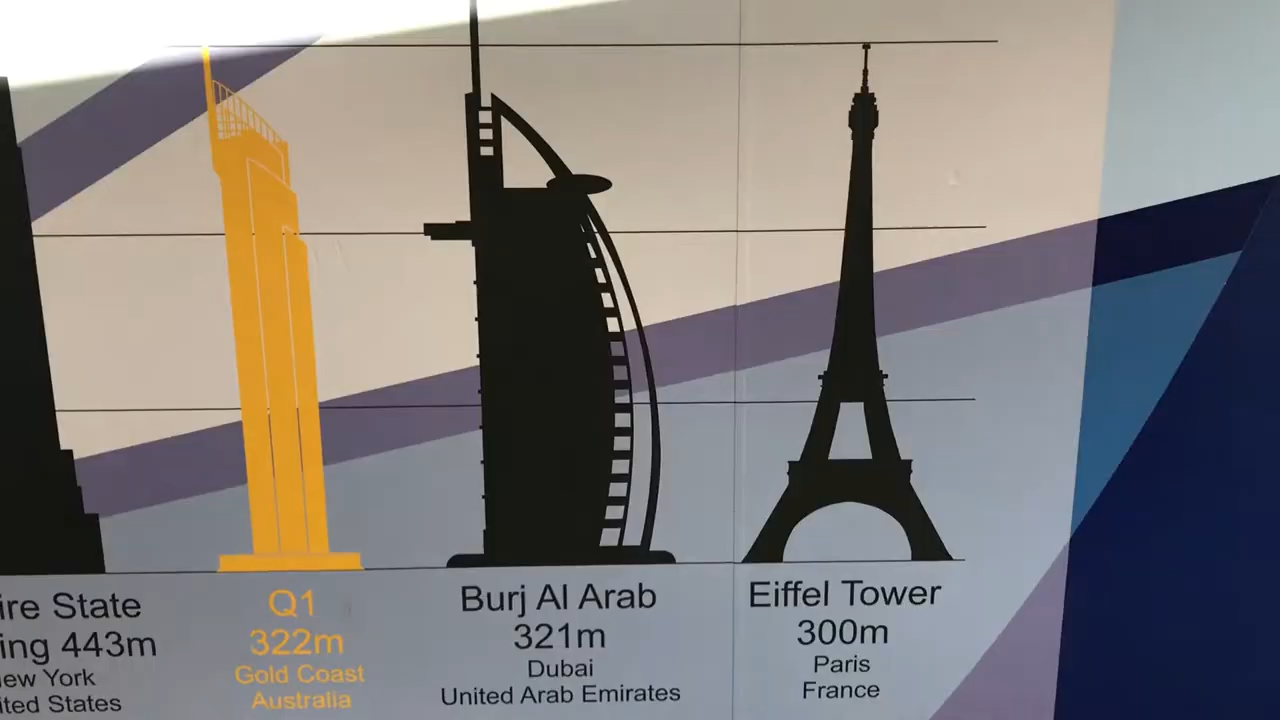 ire State
ing 443m
ew York
ited States
Q1
322m
Gold Coast
Australia
Burj Al Arab
321m
Dubai
United Arab Emirates
Eiffel Tower
300m
Paris
France